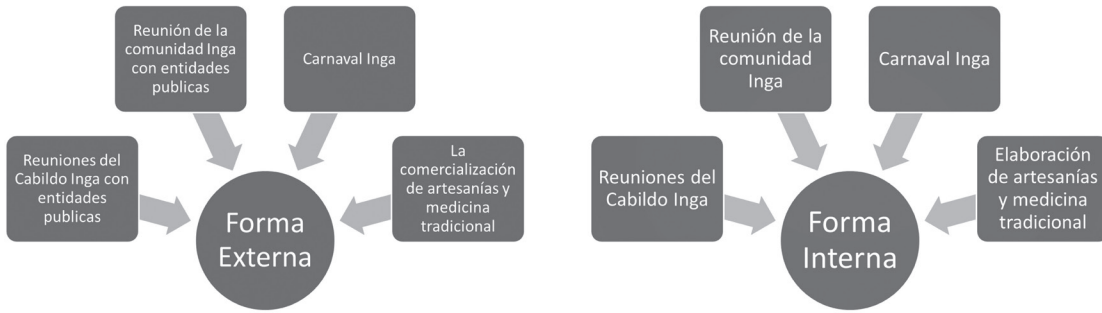 Reunión de la
comunidad Inga
con entidades
publicas
Carnaval Inga
Reuniones del
Cabildo Inga con
entidades
publicas
La
comercialización
de artesanías y
medicina
tradicional
Forma
Externa
Reunión de la
comunidad
Inga
Carnaval Inga
Reuniones del
Cabildo Inga
Elaboración
de artesanías
y medicina
tradicional
Forma
Interna